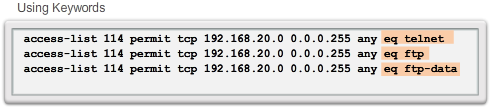 Using Keywords
access-list 114 permit tcp 192.168.20.0 0.0.0.255 any eq telnet
access-list 114 permit tcp 192.168.20.0 0.0.0.255 any eq ftp
access-list 114 permit tcp 192.168.20.0 0.0.0.255 any eq ftp-data